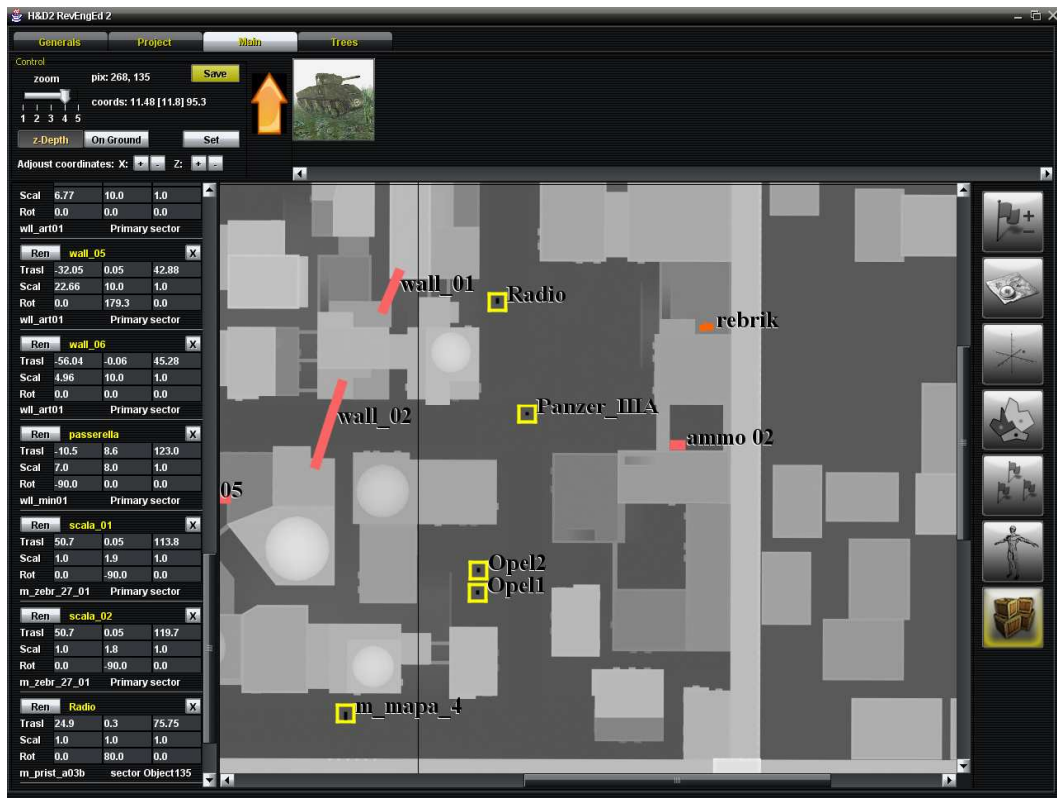 H&D2 RevEngEd 2
Generals Project Main Trees
Control
zoom pix: 268, 135 Save
coords: 11.48 [11.8] 95.3
1 2 3 4 5
z-Depth On Ground Set
Adjoust coordinates: X: + - Z: + -
Scal 6.77 10.0 1.0
Rot 0.0 0.0 0.0
wll_art01 Primary sector
Ren wall_05 X
Trasl -32.05 0.05 42.88
Scal 22.66 10.0 1.0
Rot 0.0 179.3 0.0
wll_art01 Primary sector
Ren wall_06 X
Trasl -56.04 -0.06 45.28
Scal 4.96 10.0 1.0
Rot 0.0 0.0 0.0
wll_art01 Primary sector
Ren passerella X
Trasl -10.5 8.6 123.0
Scal 7.0 8.0 1.0
Rot -90.0 0.0 0.0
wll_min01 Primary sector
Ren scala_01 X
Trasl 50.7 0.05 113.8
Scal 1.0 1.9 1.0
Rot 0.0 -90.0 0.0
m_zebr_27_01 Primary sector
Ren scala_02 X
Trasl 50.7 0.05 119.7
Scal 1.0 1.8 1.0
Rot 0.0 -90.0 0.0
m_zebr_27_01 Primary sector
Ren Radio X
Trasl 24.9 0.3 75.75
Scal 1.0 1.0 1.0
Rot 0.0 80.0 0.0
m_prist_a03b sector Object135
wall_01
Radio
rebrik
Panzer_IIIA
wall_02
ammo 02
05
Opel2
Opel1
m_mapa_4